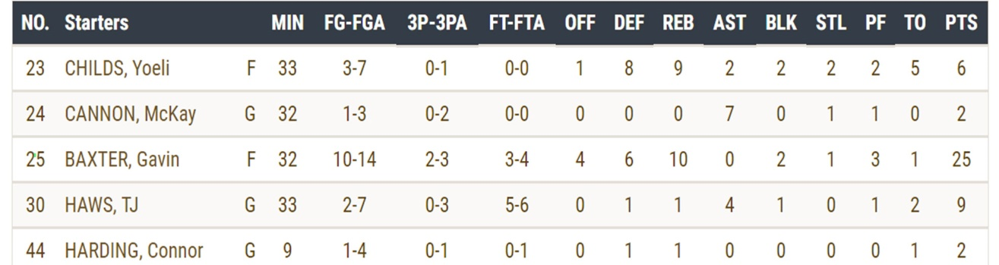 NO. Starters MIN FG-FGA 3P-3PA FT-FTA OFF DEF REB AST BLK STL PF TO PTS
23 CHILDS, Yoeli F 33 3-7 0-1 0-0 1 8 9 2 2 2 2 5 6
24 CANNON, McKay G 32 1-3 0-2 0-0 0 0 0 7 0 1 1 0 2
25 BAXTER, Gavin F 32 10-14 2-3 3-4 4 6 10 0 2 1 3 1 25
30 HAWS, TJ G 33 2-7 0-3 5-6 0 1 1 4 1 0 1 2 9
44 HARDING, Connor G 9 1-4 0-1 0-1 0 1 1 0 0 0 0 1 2